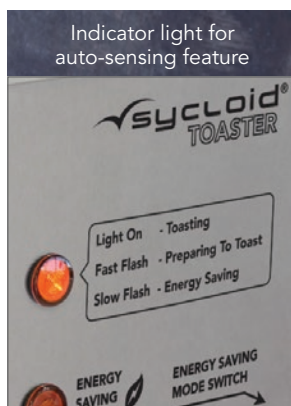 Indicator light for
auto-sensing feature
sycloid®
TOASTER
Light On - Toasting
Fast Flash - Preparing To Toast
Slow Flash - Energy Saving
ENERGY SAVING
MODE SWITCH
ENERGY
SAVING